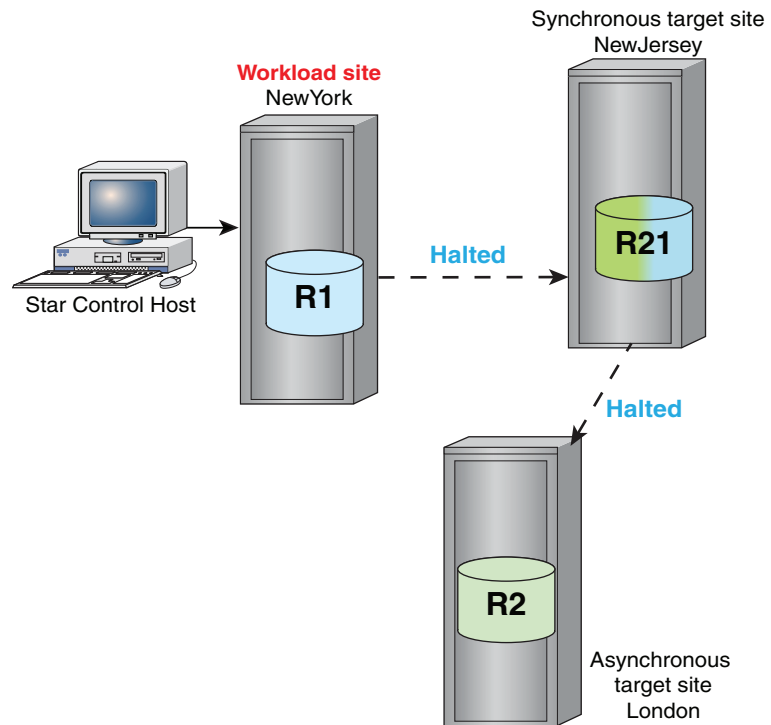 Synchronous target site
NewJersey
Workload site
NewYork
Star Control Host
R1
Halted
R21
Halted
R2
Asynchronous
target site
London